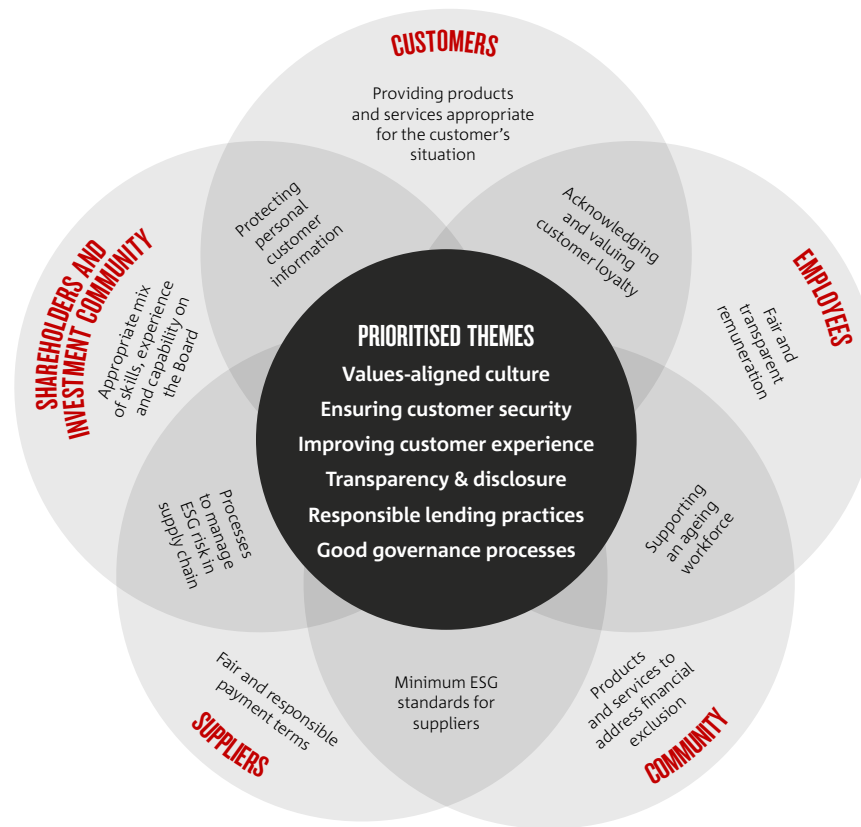 CUSTOMERS
Providing products
and services appropriate
for the customer's
situation
Protecting
personal
customer
information
Acknowledging
and valuing
customer loyalty
SHAREHOLDERS AND
INVESTMENT COMMUNITY
Appropriate mix
of skills, experience
and capability on
the Board
EMPLOYEES
Fair and
transparent
remuneration
PRIORITISED THEMES
Values-aligned culture
Ensuring customer security
Improving customer experience
Transparency & disclosure
Responsible lending practices
Good governance processes
Processes
to manage
ESG risk in
supply chain
Supporting
an ageing
workforce
Fair and responsible
payment terms
SUPPLIERS
Minimum ESG
standards for
suppliers
Products
and services to
address financial
exclusion
COMMUNITY